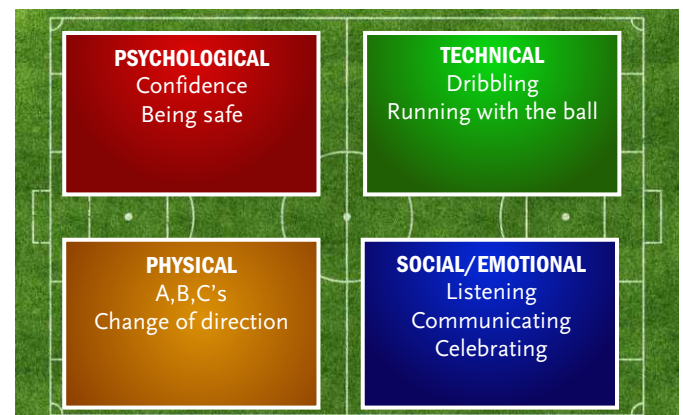 PSYCHOLOGICAL
Confidence
Being safe
TECHNICAL
Dribbling
Running with the ball
PHYSICAL
A,B,C’s
Change of direction
SOCIAL/EMOTIONAL
Listening
Communicating
Celebrating